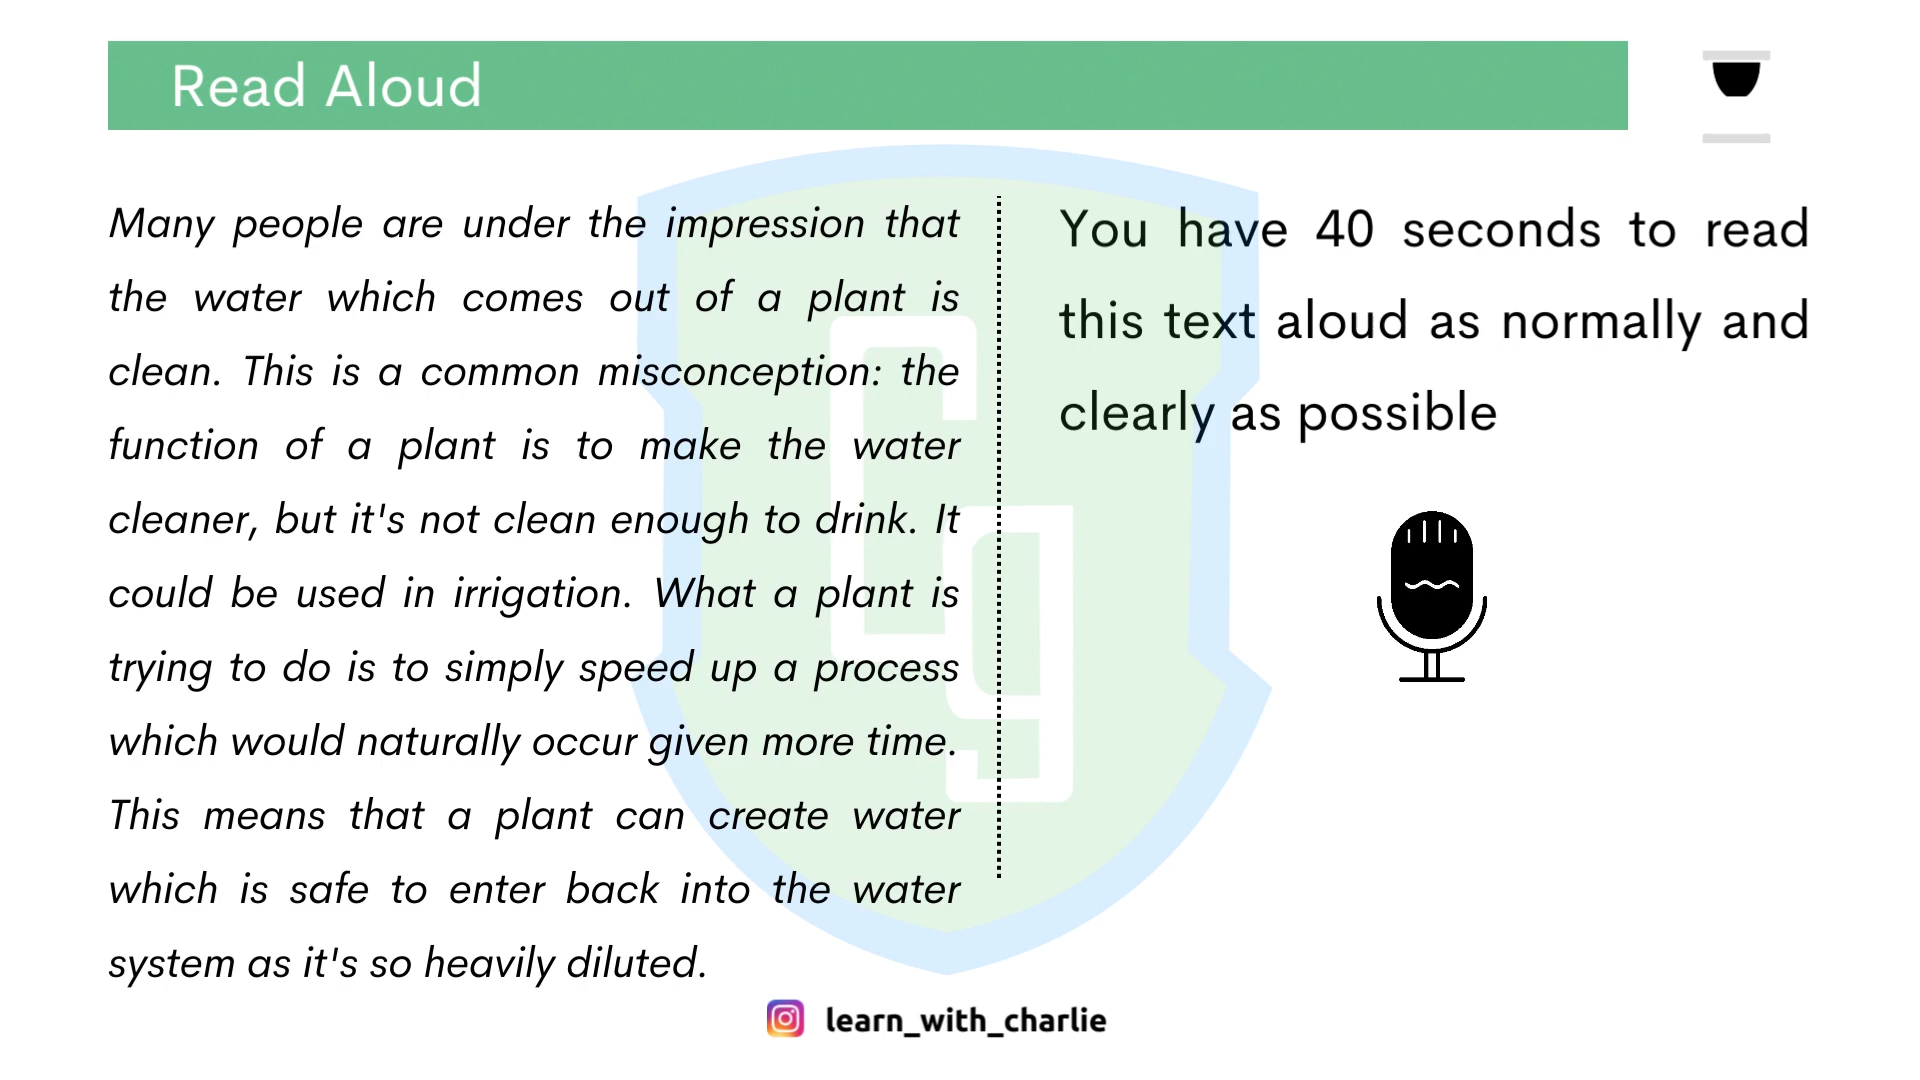 Read Aloud
Many people are under the impression that
the water which comes out of a plant is
clean. This is a common misconception: the
function of a plant is to make the water
cleaner, but it's not clean enough to drink. It
could be used in irrigation. What a plant is
trying to do is to simply speed up a process
which would naturally occur given more time.
This means that a plant can create water
which is safe to enter back into the water
system as it's so heavily diluted.
You have 40 seconds to read
this text aloud as normally and
clearly as possible
Cg
learn_with_charlie